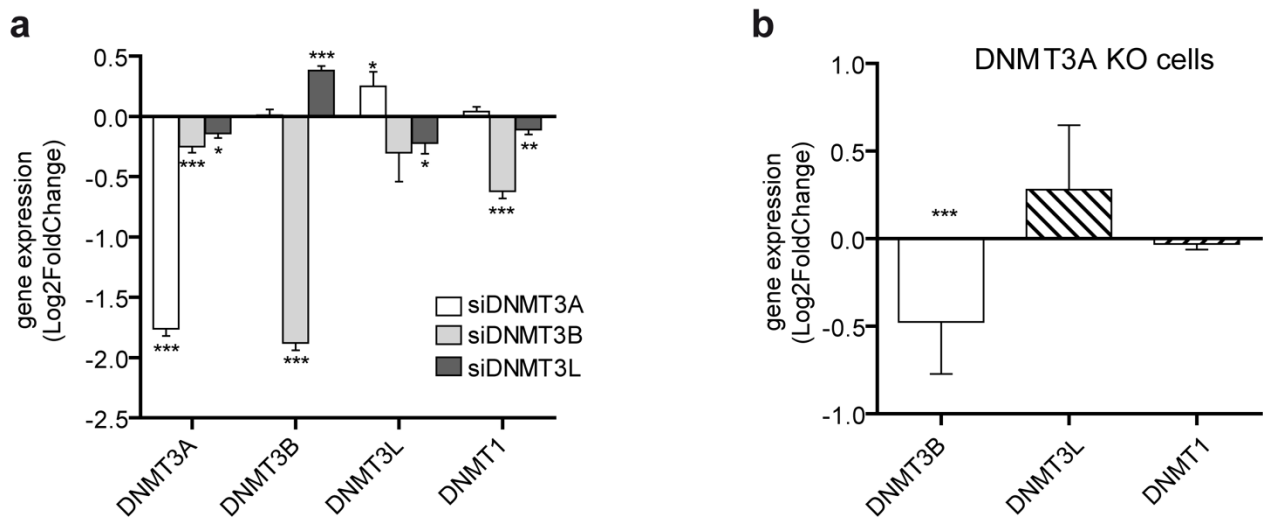 a
0.5
0.0
-0.5
-1.0
-1.5
-2.0
-2.5
gene expression
(Log2FoldChange)
***
***
*
***
***
*
*
***
**
siDNMT3A
siDNMT3B
siDNMT3L
DNMT3A
DNMT3B
DNMT3L
DNMT1
b
DNMT3A KO cells
1.0
0.5
0.0
-0.5
-1.0
gene expression
(Log2FoldChange)
***
DNMT3B
DNMT3L
DNMT1